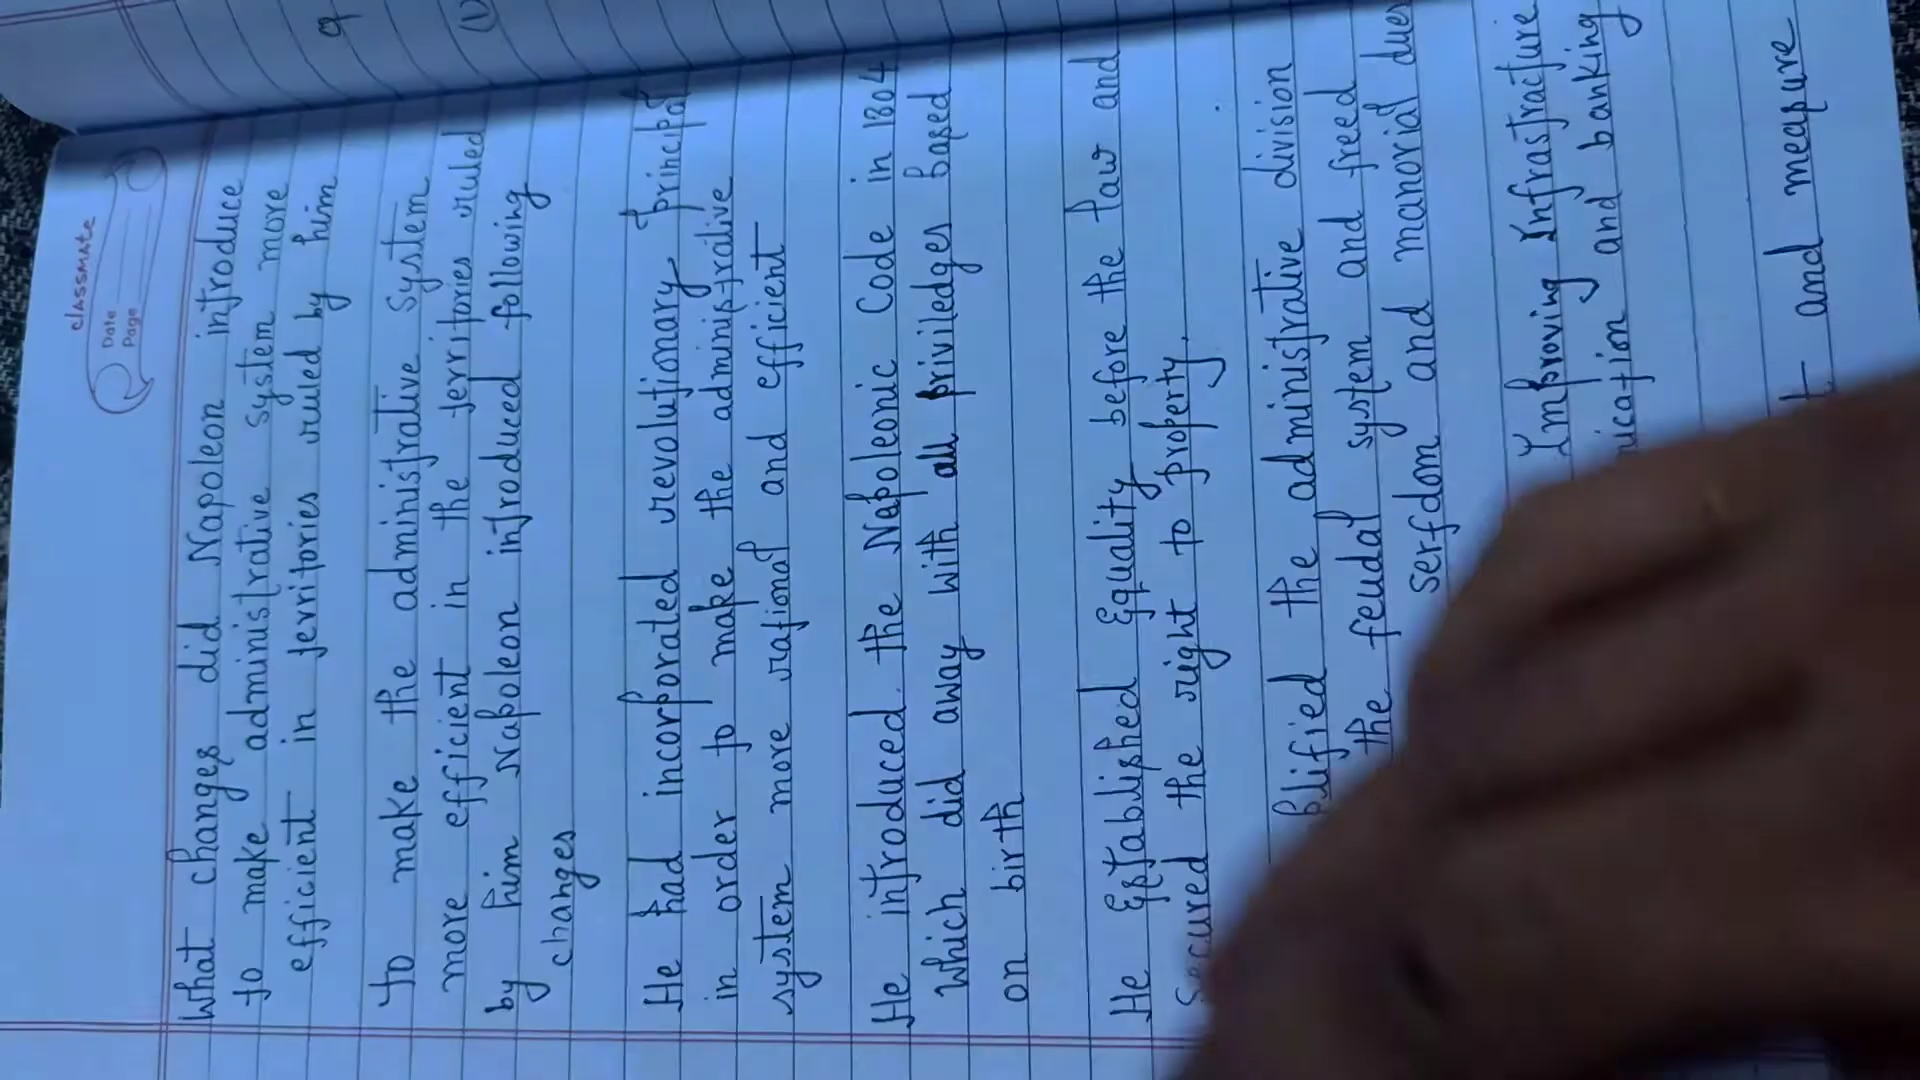 classmate
Date
Page
What changes did Napoleon introduce
to make administrative system more
efficient in territories ruled by him
To make the administrative system
more efficient in the territories ruled
by him Napoleon introduced following
changes
He had incorporated revolutionary principal
in order to make the administrative
system more rational and efficient
He introduced the Napoleonic Code in 1804
Which did away with all priviledges based
on birth
He Established Equality before the law and
Secured the right to property.
the administrative division
the feudal system and freed
serfdom and manorial dues
Improving Infrastructure
and banking
and measure
(1)